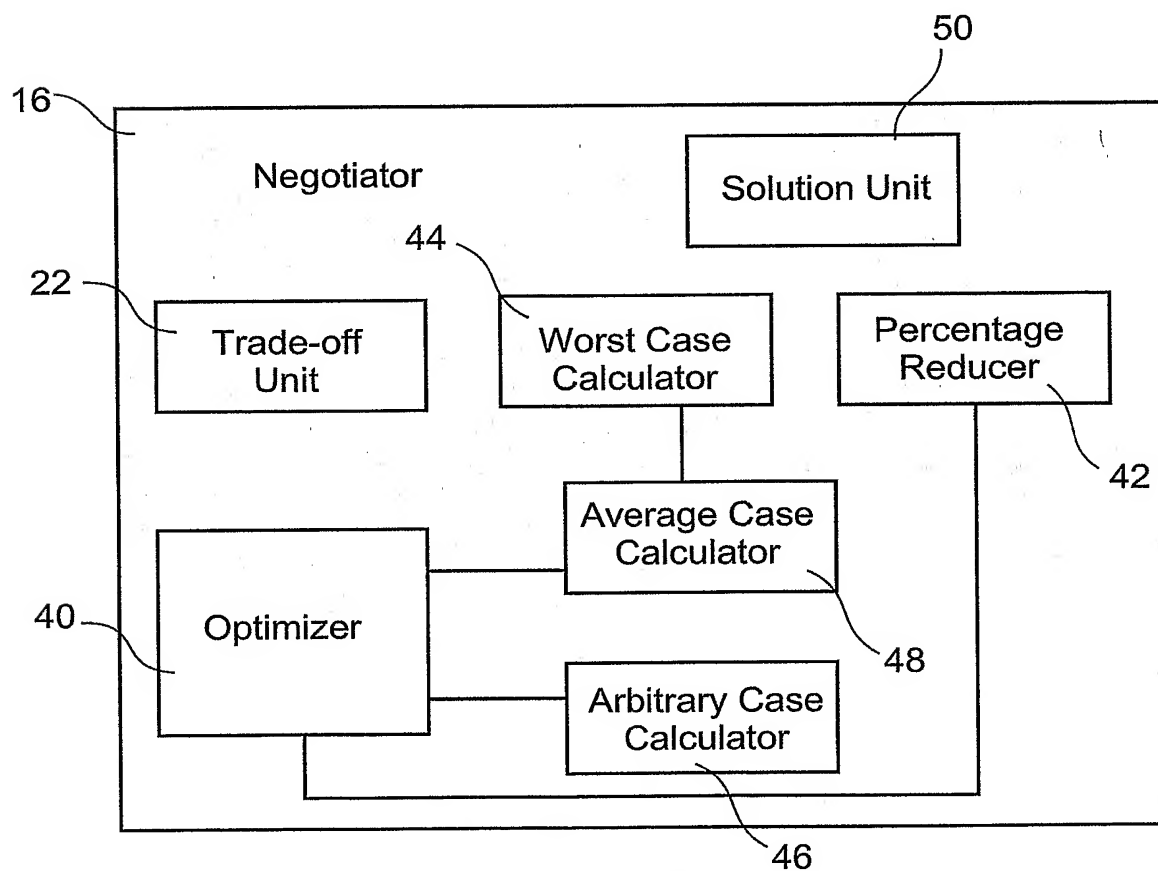 50
16
Negotiator
Solution Unit
44
22
Trade-off
Unit
Worst Case
Calculator
Percentage
Reducer
42
Average Case
Calculator
40
Optimizer
48
Arbitrary Case
Calculator
46